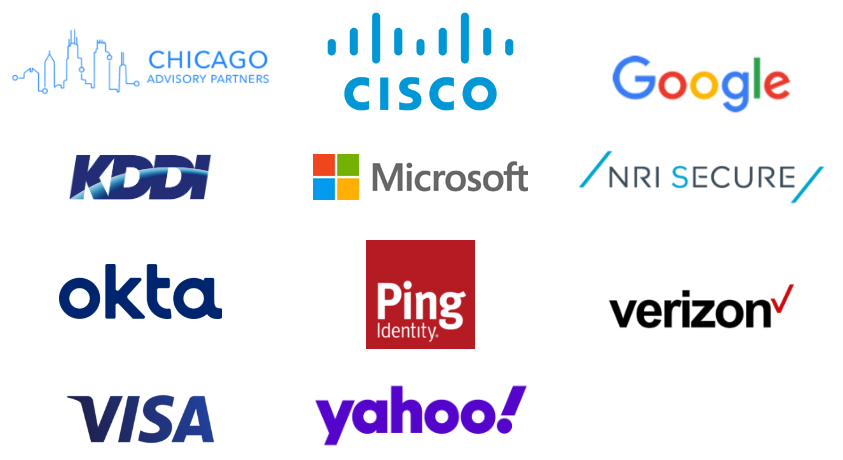 CHICAGO
ADVISORY PARTNERS
CISCO
Google
KDDI
Microsoft
NRI SECURE
okta
Ping
Identity®
verizon✓
VISA
yahoo!